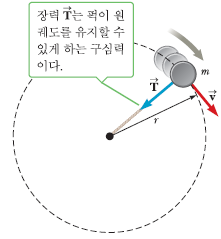 장력 T는 퍽이 원
궤도를 유지할 수
있게 하는 구심력
이다.
m
T
v
r